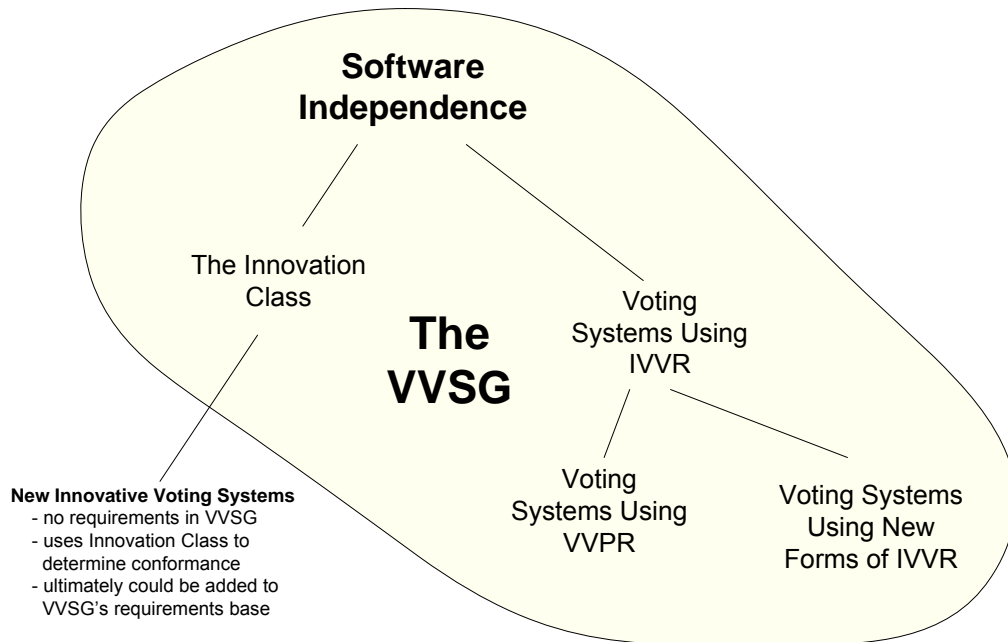 Software
Independence
The Innovation
Class
The
VVSG
Voting
Systems Using
IVVR
New Innovative Voting Systems
- no requirements in VVSG
- uses Innovation Class to
determine conformance
- ultimately could be added to
VVSG's requirements base
Voting
Systems Using
VVPR
Voting Systems
Using New
Forms of IVVR